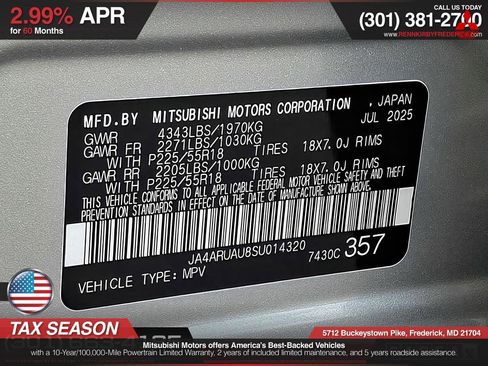 2.99% APR
for 60 Months
CALL US TODAY
(301) 381-2700
WWW.RENNKIRBYFREDERICK.COM
MFD.BY MITSUBISHI MOTORS CORPORATION , JAPAN
JUL 2025
GVWR 4343LBS/1970KG
GAWR FR 2271LBS/1030KG
WITH P225/55R18 TIRES 18X7.0J RIMS
GAWR RR 2205LBS/1000KG
WITH P225/55R18 TIRES 18X7.0J RIMS
THIS VEHICLE CONFORMS TO ALL APPLICABLE FEDERAL MOTOR VEHICLE SAFETY, BUMPER AND THEFT
PREVENTION STANDARDS IN EFFECT ON THE DATE OF MANUFACTURE SHOWN ABOVE.
JA4ARUAU8SU014320
7430C 357
VEHICLE TYPE: MPV
TAX SEASON
5712 Buckeystown Pike, Frederick, MD 21704
Mitsubishi Motors offers America's Best-Backed Vehicles
with a 10-Year/100,000-Mile Powertrain Limited Warranty, 2 years of included limited maintenance, and 5 years roadside assistance.